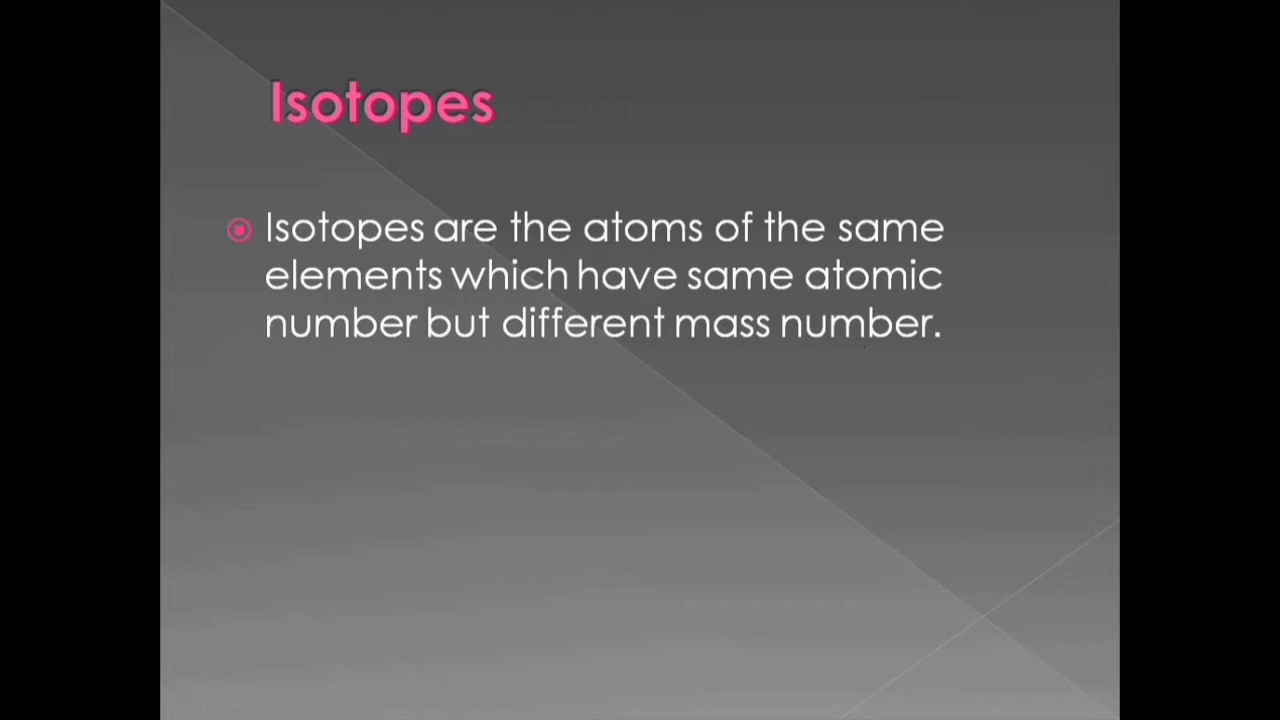 Isotopes
Isotopes are the atoms of the same
elements which have same atomic
number but different mass number.